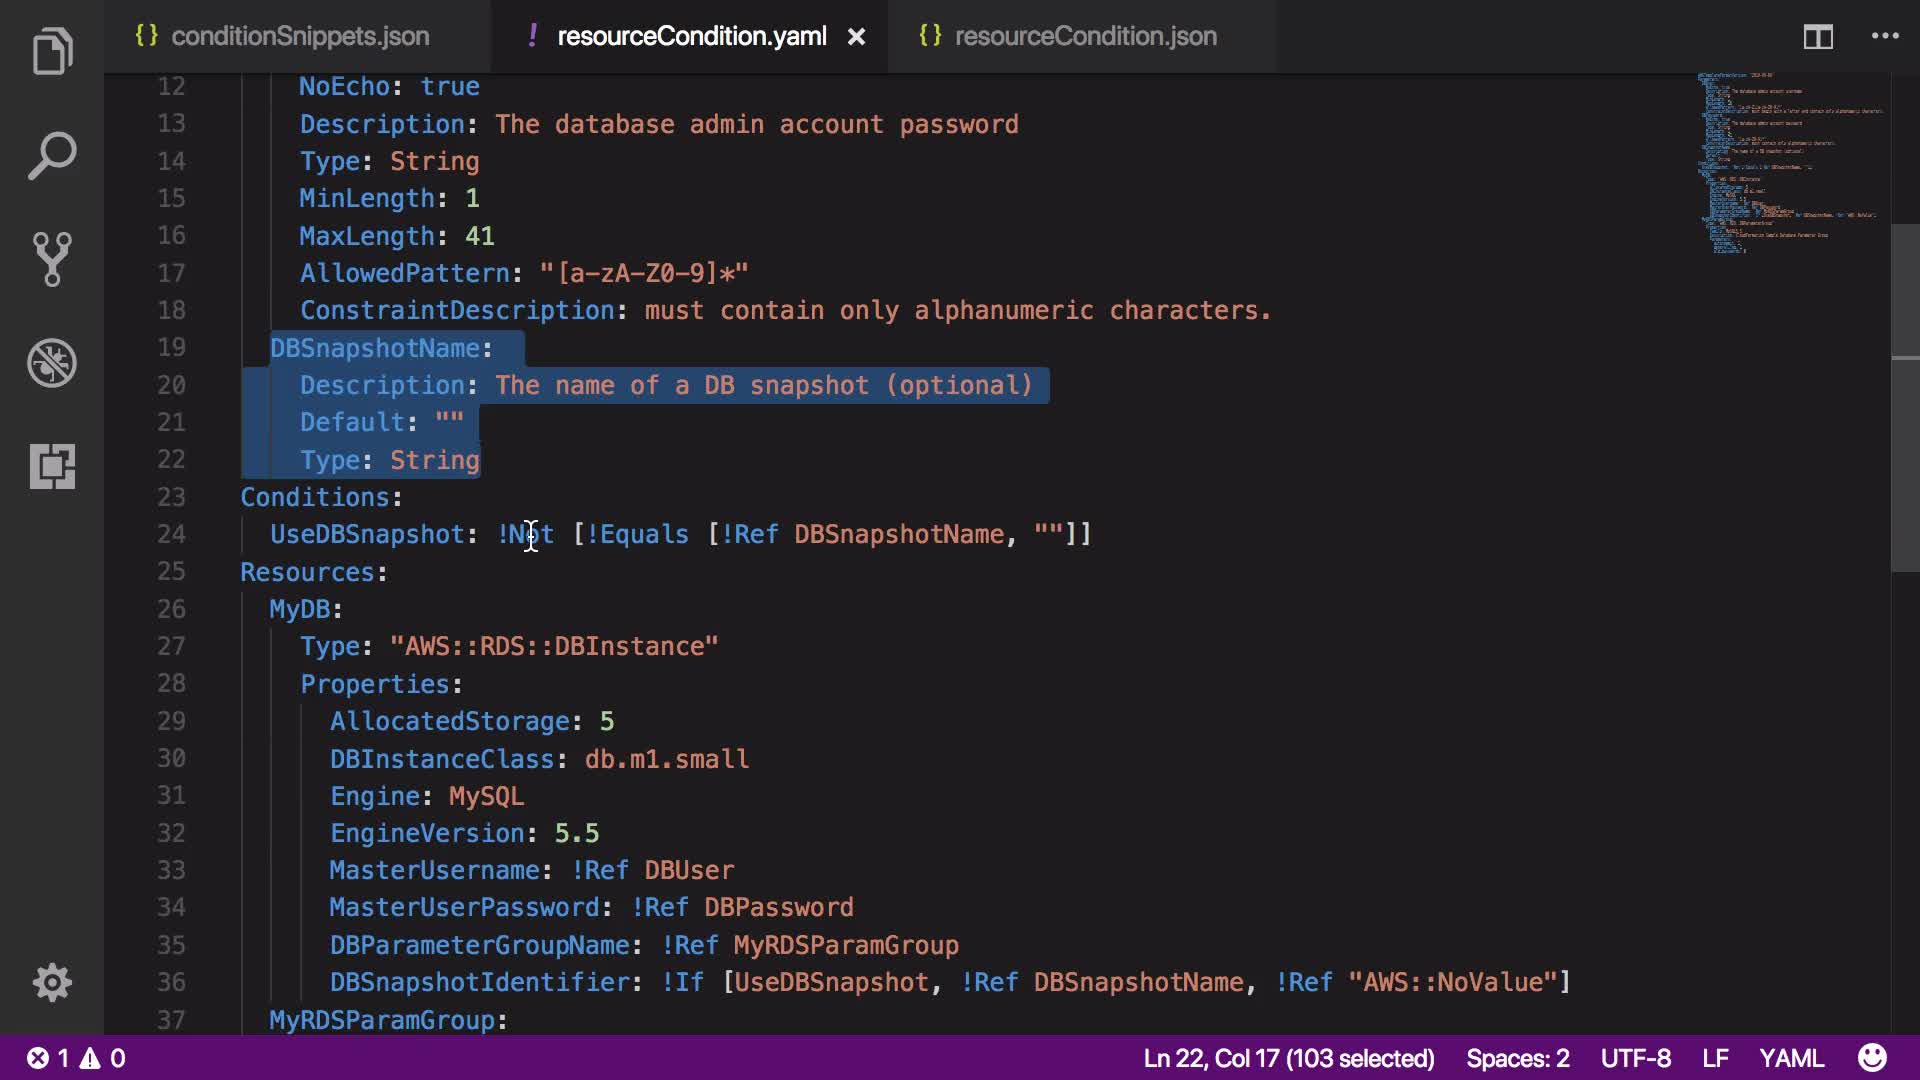 {} conditionSnippets.json ! resourceCondition.yaml × {} resourceCondition.json
12 NoEcho: true
13 Description: The database admin account password
14 Type: String
15 MinLength: 1
16 MaxLength: 41
17 AllowedPattern: "[a-zA-Z0-9]*"
18 ConstraintDescription: must contain only alphanumeric characters.
19 DBSnapshotName:
20 Description: The name of a DB snapshot (optional)
21 Default: ""
22 Type: String
23 Conditions:
24 UseDBSnapshot: !Not [!Equals [!Ref DBSnapshotName, ""]]
25 Resources:
26 MyDB:
27 Type: "AWS::RDS::DBInstance"
28 Properties:
29 AllocatedStorage: 5
30 DBInstanceClass: db.m1.small
31 Engine: MySQL
32 EngineVersion: 5.5
33 MasterUsername: !Ref DBUser
34 MasterUserPassword: !Ref DBPassword
35 DBParameterGroupName: !Ref MyRDSParamGroup
36 DBSnapshotIdentifier: !If [UseDBSnapshot, !Ref DBSnapshotName, !Ref "AWS::NoValue"]
37 MyRDSParamGroup:
1 0 Ln 22, Col 17 (103 selected) Spaces: 2 UTF-8 LF YAML